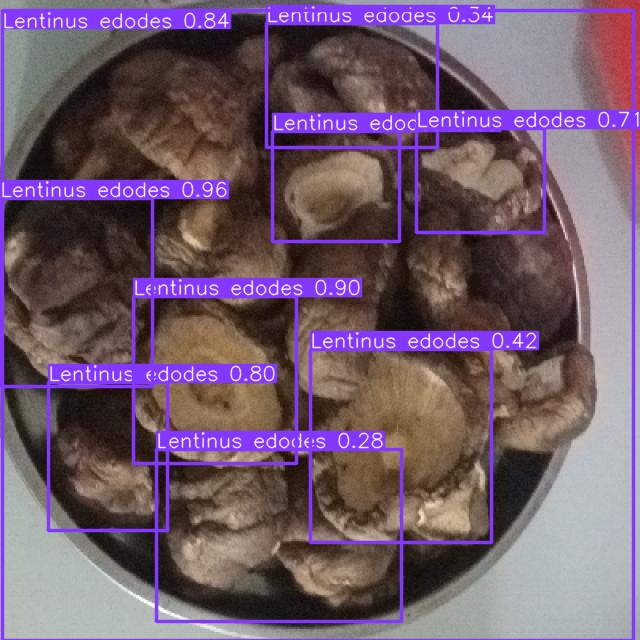 Lentinus edodes 0.34
Lentinus edodes 0.84
Lentinus edoc
Lentinus edodes 0.71
Lentinus edodes 0.96
Lentinus edodes 0.90
Lentinus edodes 0.42
Lentinus edodes 0.80
Lentinus edodes 0.28